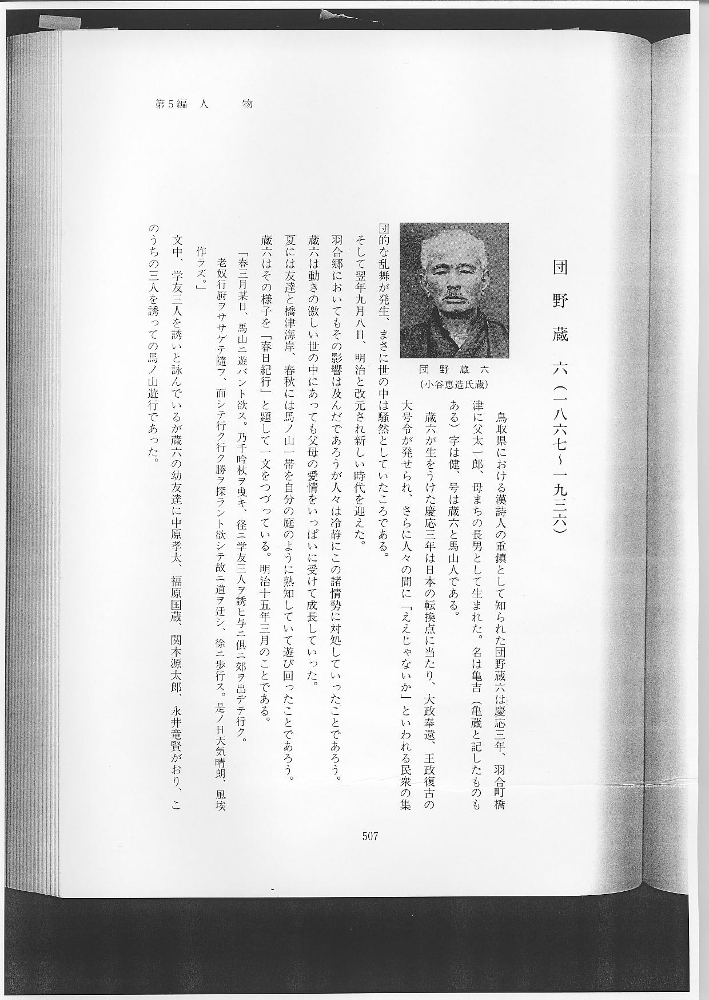 第5編 人 物
団野蔵六(一八六七〜一九三六)
団野蔵六
(小谷恵造氏蔵)
鳥取県における漢詩人の重鎮として知られた団野蔵六は慶応三年、羽合町橋
津に父太一郎、母まちの長男として生まれた。名は亀吉(亀蔵と記したものも
ある)字は健、号は蔵六と馬山人である。
蔵六が生をうけた慶応三年は日本の転換点に当たり、大政奉還、王政復古の
大号令が発せられ、さらに人々の間に「ええじゃないか」といわれる民衆の集
団的な乱舞が発生、まさに世の中は騒然としていたころである。
そして翌年九月八日、明治と改元され新しい時代を迎えた。
羽合郷においてもその影響は及んだであろうが人々は冷静にこの諸情勢に対処していったことであろう。
蔵六は動きの激しい世の中にあっても父母の愛情をいっぱいに受けて成長していった。
夏には友達と橋津海岸、春秋には馬ノ山一帯を自分の庭のように熟知していて遊び回ったことであろう。
蔵六はその様子を「春日紀行」と題して一文をつづっている。明治十五年三月のことである。
「春三月某日、馬山ニ遊バント欲ス。乃千吟杖ヲ曳キ、径ニ学友三人ヲ誘ヒ与ニ倶ニ郊ヲ出デテ行ク。
老奴行厨ヲササゲテ隨フ、而シテ行ク行ク勝ヲ探ラント欲シテ故ニ道ヲ迂シ、徐ニ歩行ス。是ノ日天気晴朗、風埃
作ラズ。」
文中、学友三人を誘いと詠んでいるが蔵六の幼友達に中原孝太、福原国蔵、関本源太郎、永井竜賢がおり、こ
のうちの三人を誘っての馬ノ山遊行であった。
507